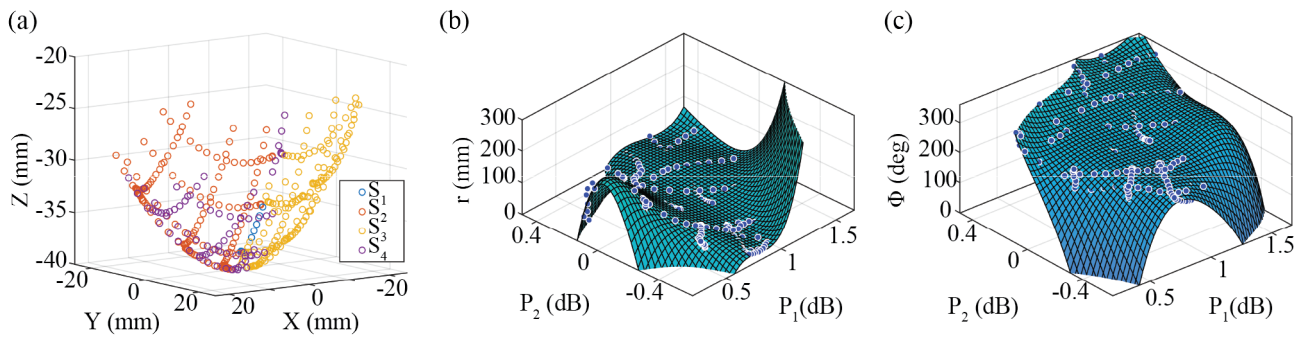 (a)
-20
-25
-30
-35
-40
Z (mm)
-20
0
20
Y (mm)
20
0
-20
X (mm)
S1
S2
S3
S4
(b)
300
200
100
0
r (mm)
0.4
0
-0.4
P2 (dB)
0.5
1
1.5
P1(dB)
(c)
300
200
100
0
Φ (deg)
0.4
0
-0.4
P2 (dB)
0.5
1
1.5
P1(dB)